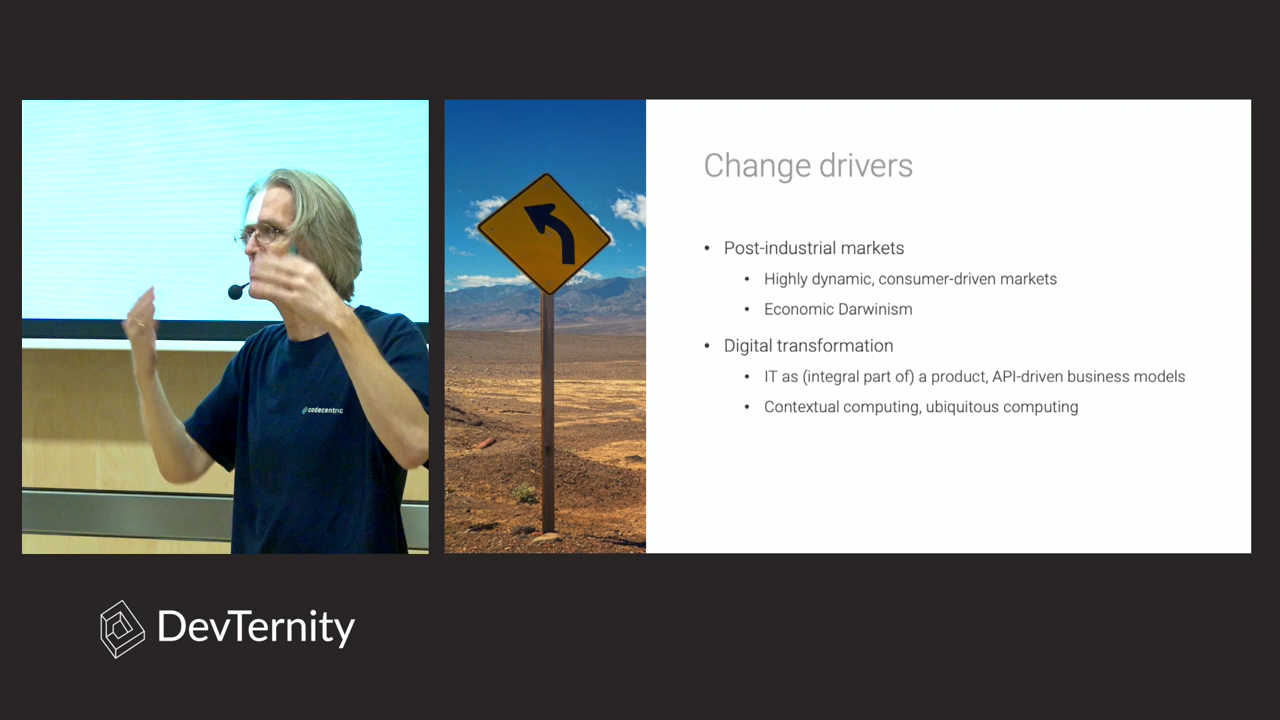 Change drivers
• Post-industrial markets
• Highly dynamic, consumer-driven markets
• Economic Darwinism
• Digital transformation
• IT as (integral part of) a product, API-driven business models
• Contextual computing, ubiquitous computing
codecentric
DevTernity